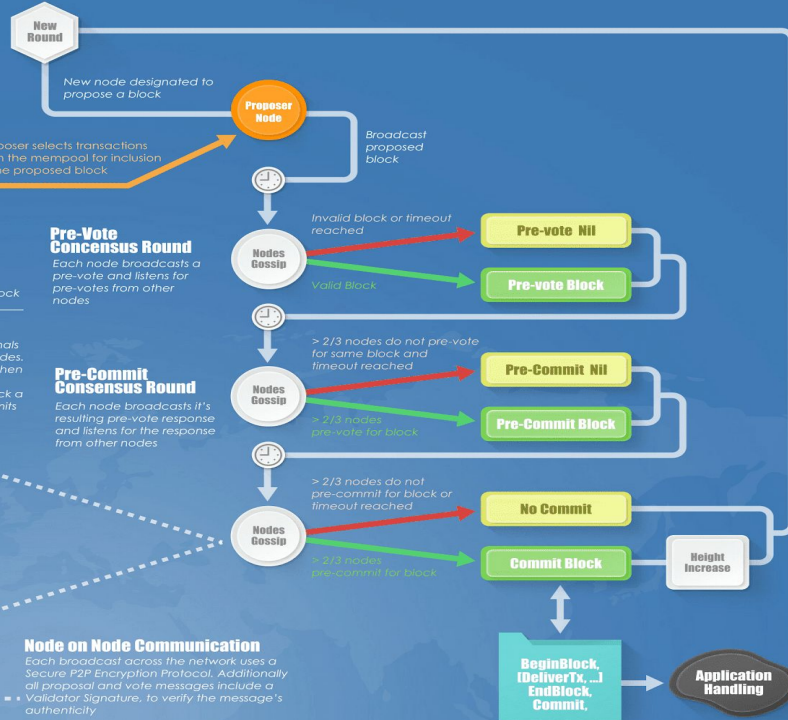 New
Round
New node designated to
propose a block
Proposer
Node
poser selects transactions
the mempool for inclusion
proposed block
Broadcast
proposed
block
Pre-Vote
Concensus Round
Each node broadcasts a
pre-vote and listens for
pre-votes from other
nodes
Nodes
Gossip
Invalid block or timeout
reached
Valid Block
Pre-vote Nil
Pre-vote Block
ock
nals
des.
hen
ck a
mits
Pre-Commit
Consensus Round
Each node broadcasts it's
resulting pre-vote response
and listens for the response
from other nodes
Nodes
Gossip
> 2/3 nodes do not pre-vote
for same block and
timeout reached
> 2/3 nodes
pre-vote for block
Pre-Commit Nil
Pre-Commit Block
Nodes
Gossip
> 2/3 nodes do not
pre-commit for block or
timeout reached
> 2/3 nodes
pre-commit for block
No Commit
Commit Block
Height
Increase
Node on Node Communication
Each broadcast across the network uses a
Secure P2P Encryption Protocol. Additionally
all proposal and vote messages include a
Validator Signature, to verify the message's
authenticity
BeginBlock,
[DeliverTx, ...]
EndBlock,
Commit,
Application
Handling